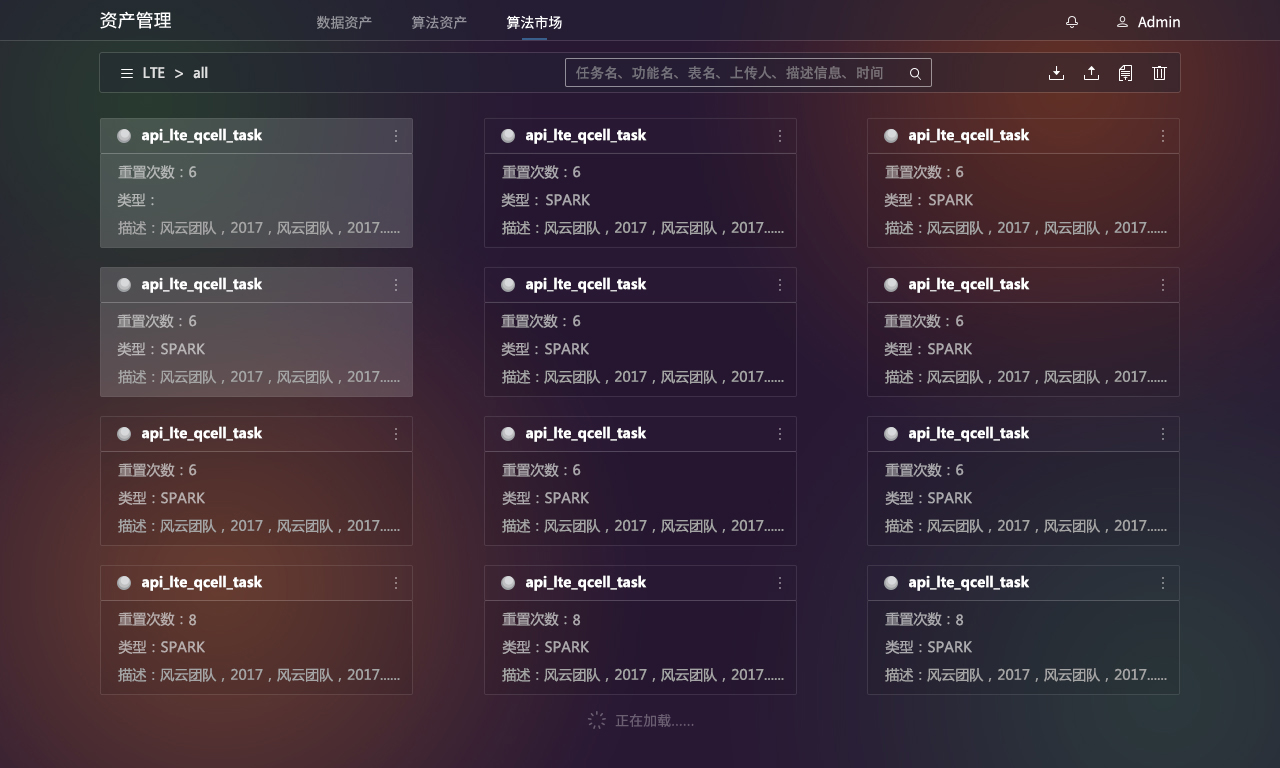 资产管理 数据资产 算法资产 算法市场 Admin
LTE > all 任务名、功能名、表名、上传人、描述信息、时间
api_lte_qcell_task api_lte_qcell_task api_lte_qcell_task
重置次数：6 重置次数：6 重置次数：6
类型： 类型：SPARK 类型：SPARK
描述：风云团队，2017，风云团队，2017...... 描述：风云团队，2017，风云团队，2017...... 描述：风云团队，2017，风云团队，2017......
api_lte_qcell_task api_lte_qcell_task api_lte_qcell_task
重置次数：6 重置次数：6 重置次数：6
类型：SPARK 类型：SPARK 类型：SPARK
描述：风云团队，2017，风云团队，2017...... 描述：风云团队，2017，风云团队，2017...... 描述：风云团队，2017，风云团队，2017......
api_lte_qcell_task api_lte_qcell_task api_lte_qcell_task
重置次数：6 重置次数：6 重置次数：6
类型：SPARK 类型：SPARK 类型：SPARK
描述：风云团队，2017，风云团队，2017...... 描述：风云团队，2017，风云团队，2017...... 描述：风云团队，2017，风云团队，2017......
api_lte_qcell_task api_lte_qcell_task api_lte_qcell_task
重置次数：8 重置次数：8 重置次数：8
类型：SPARK 类型：SPARK 类型：SPARK
描述：风云团队，2017，风云团队，2017...... 描述：风云团队，2017，风云团队，2017...... 描述：风云团队，2017，风云团队，2017......
正在加载......